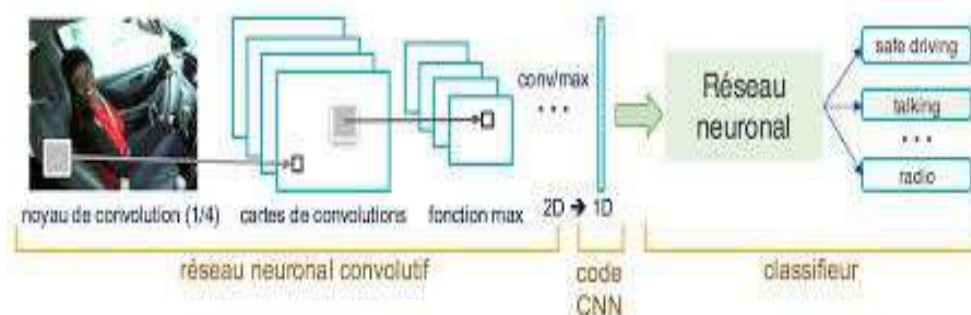 safe driving
conv/max
...
Réseau
neuronal
talking
...
radio
noyau de convolution (1/4)
cartes de convolutions
fonction max
2D → 1D
réseau neuronal convolutif
code
CNN
classifieur